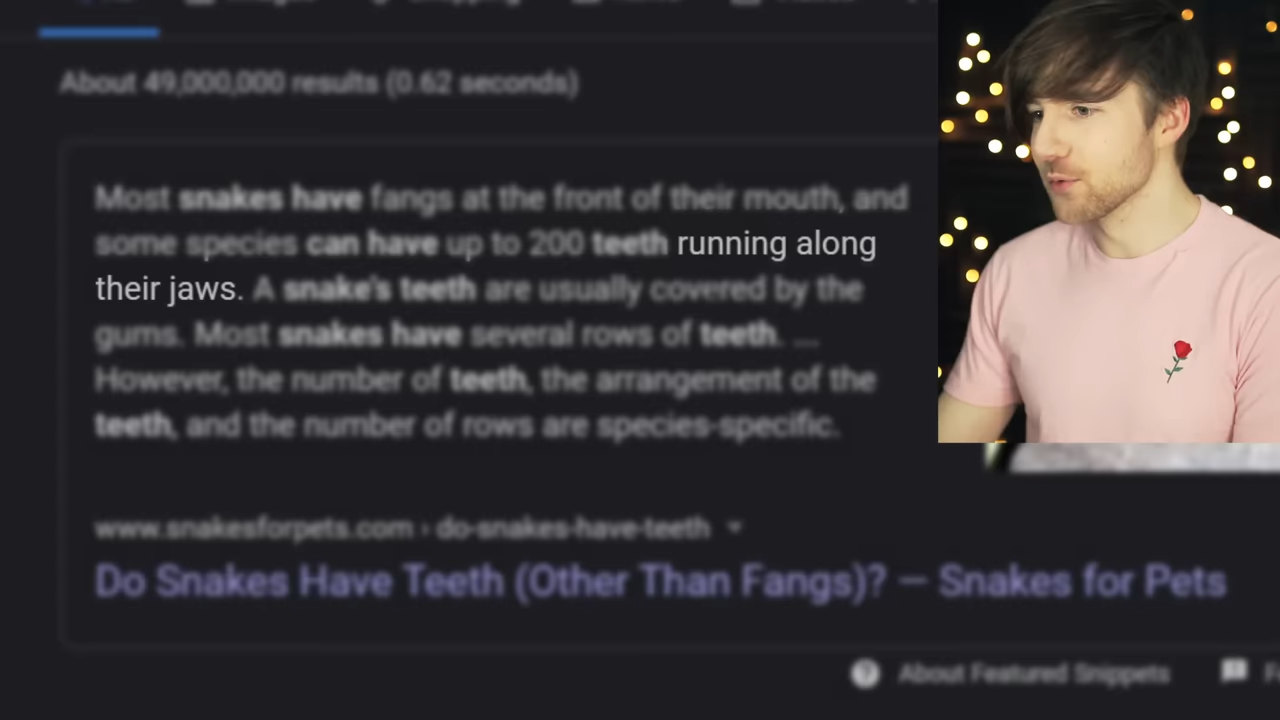 About 49,000,000 results (0.62 seconds)
Most snakes have fangs at the front of their mouth, and
some species can have up to 200 teeth running along
their jaws. A snake's teeth are usually covered by the
gums. Most snakes have several rows of teeth. ...
However, the number of teeth, the arrangement of the
teeth, and the number of rows are species-specific.
www.snakesforpets.com › do-snakes-have-teeth
Do Snakes Have Teeth (Other Than Fangs)? — Snakes for Pets
About Featured Snippets